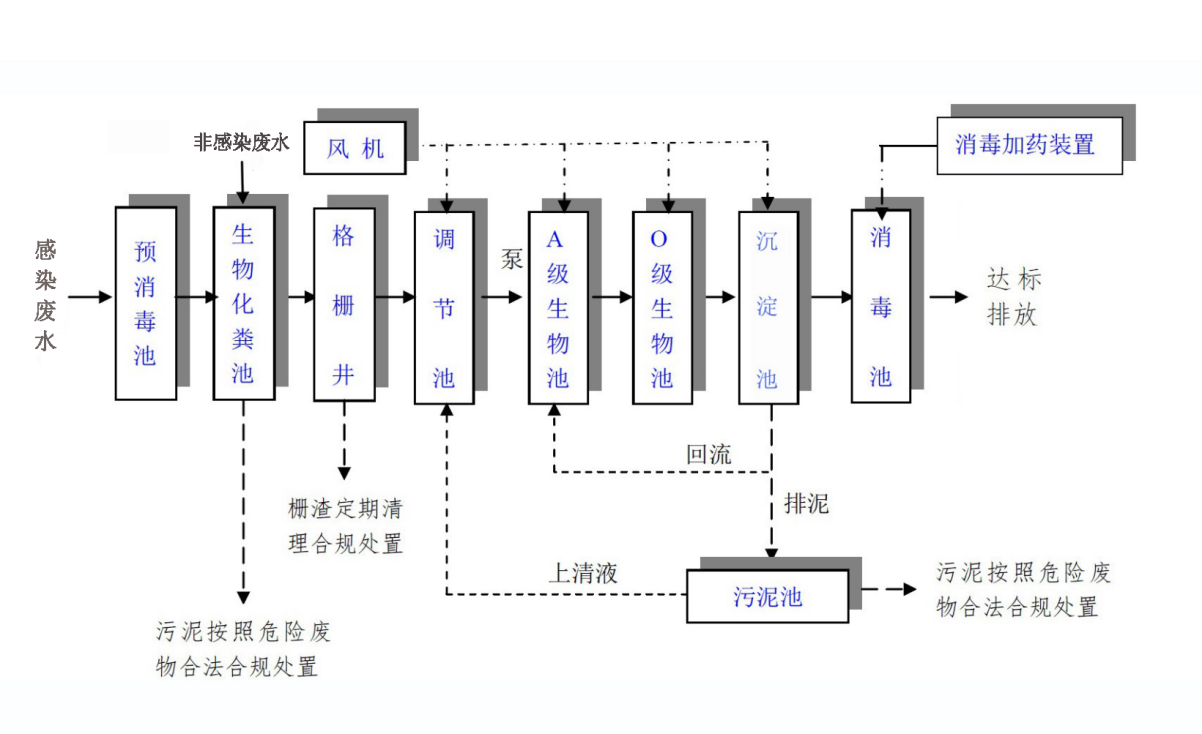 非感染废水
风机
消毒加药装置
感染废水
预消毒池
生物化粪池
格栅井
调节池
泵
A级生物池
O级生物池
沉淀池
消毒池
达标
排放
回流
排泥
栅渣定期清
理合规处置
上清液
污泥池
污泥按照危险废
物合法合规处置
污泥按照危险废
物合法合规处置